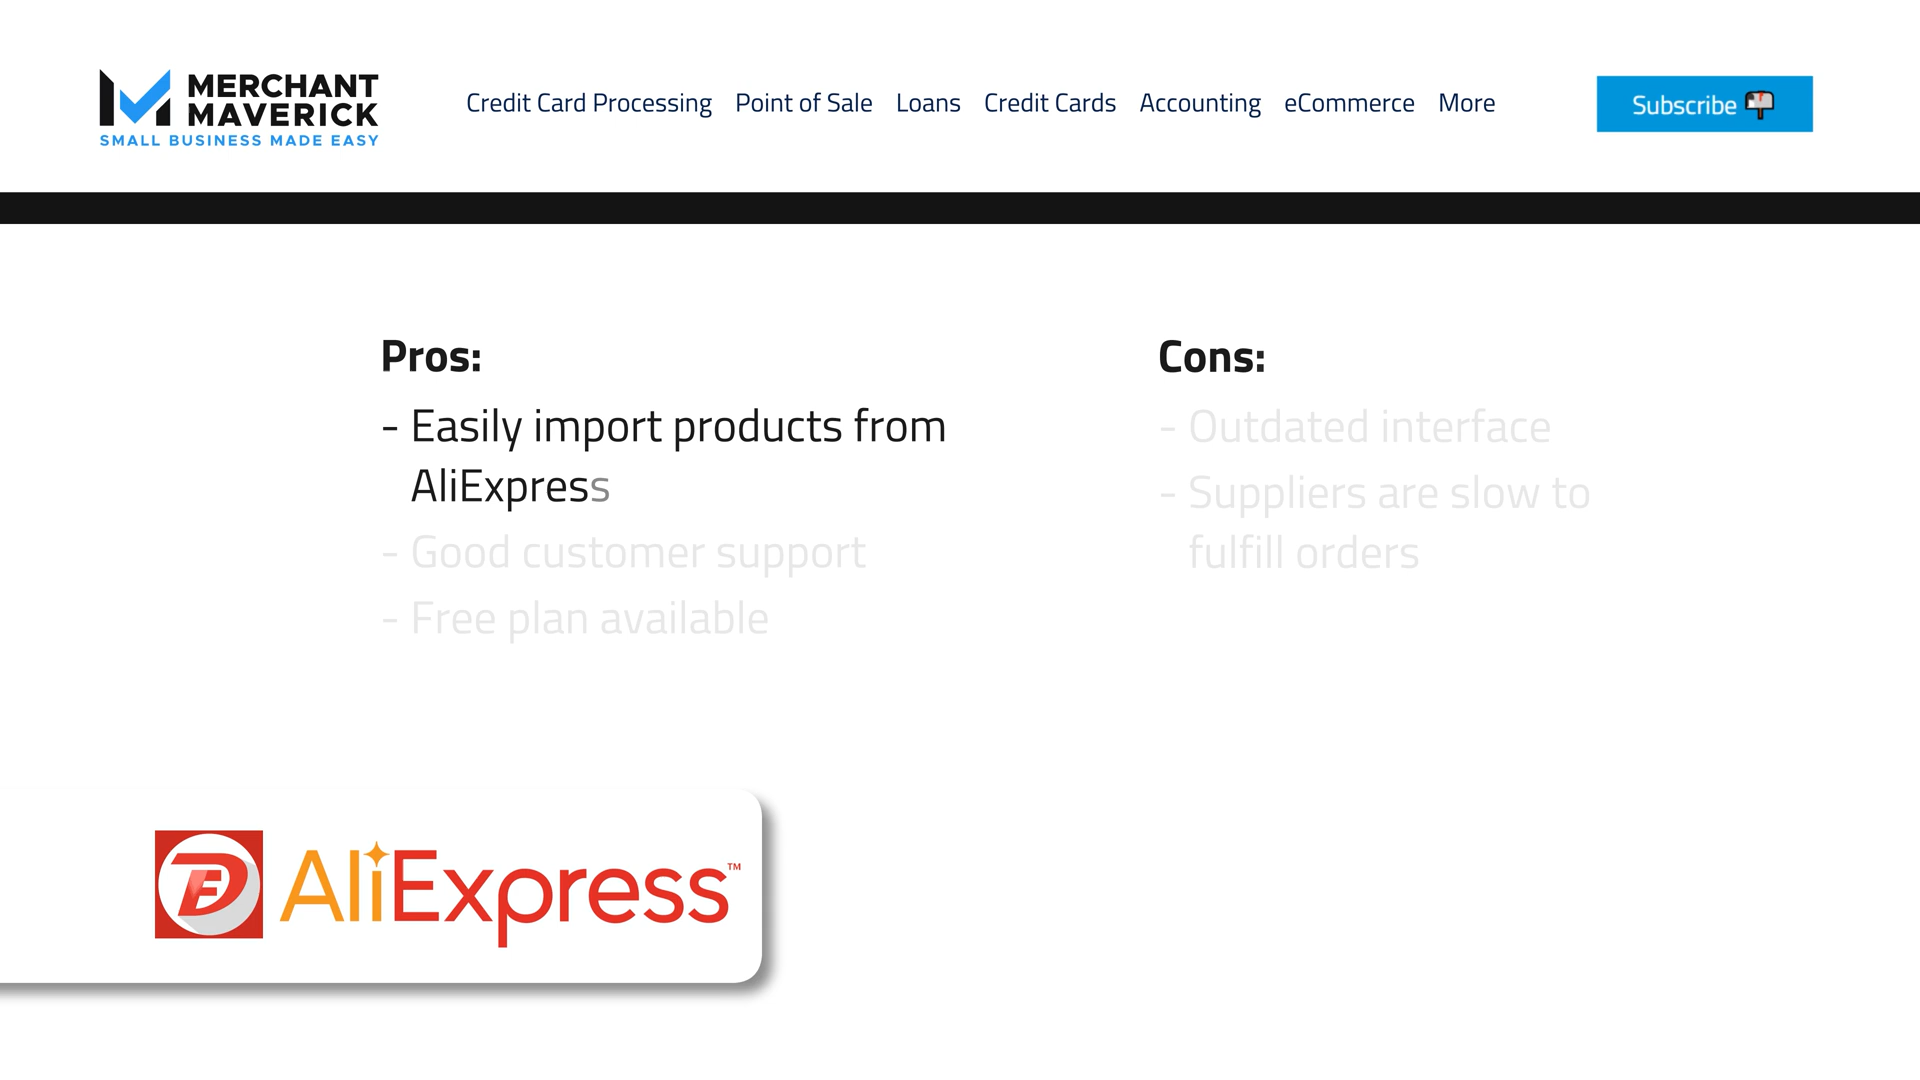 MERCHANT
MAVERICK
SMALL BUSINESS MADE EASY
Credit Card Processing Point of Sale Loans Credit Cards Accounting eCommerce More
Subscribe
Pros:
- Easily import products from
AliExpress
- Good customer support
- Free plan available
Cons:
- Outdated interface
- Suppliers are slow to
fulfill orders
AliExpress™